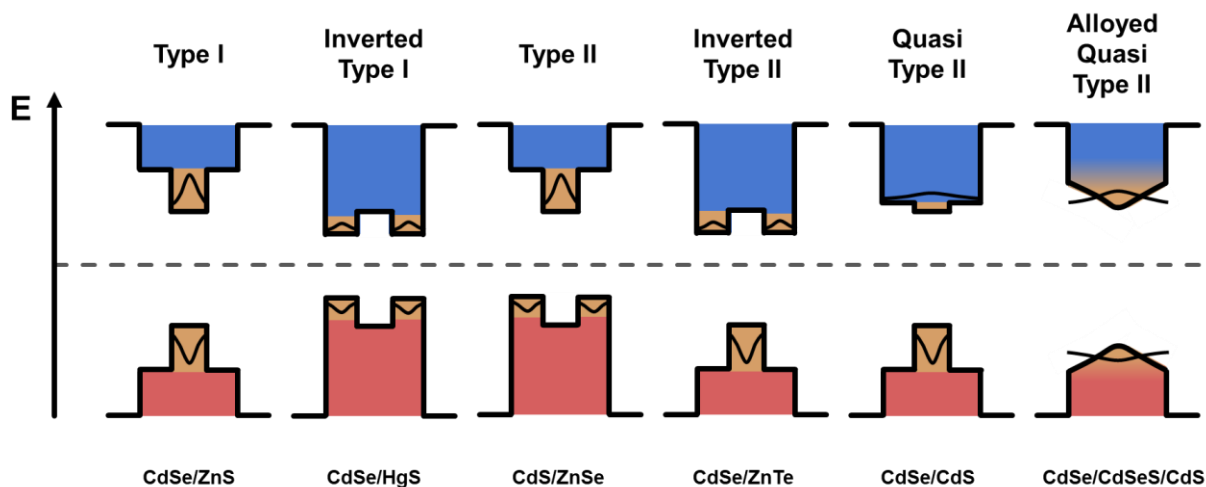 Type I
Inverted
Type I
Type II
Inverted
Type II
Quasi
Type II
Alloyed
Quasi
Type II
E
CdSe/ZnS
CdSe/HgS
CdS/ZnSe
CdSe/ZnTe
CdSe/CdS
CdSe/CdSeS/CdS